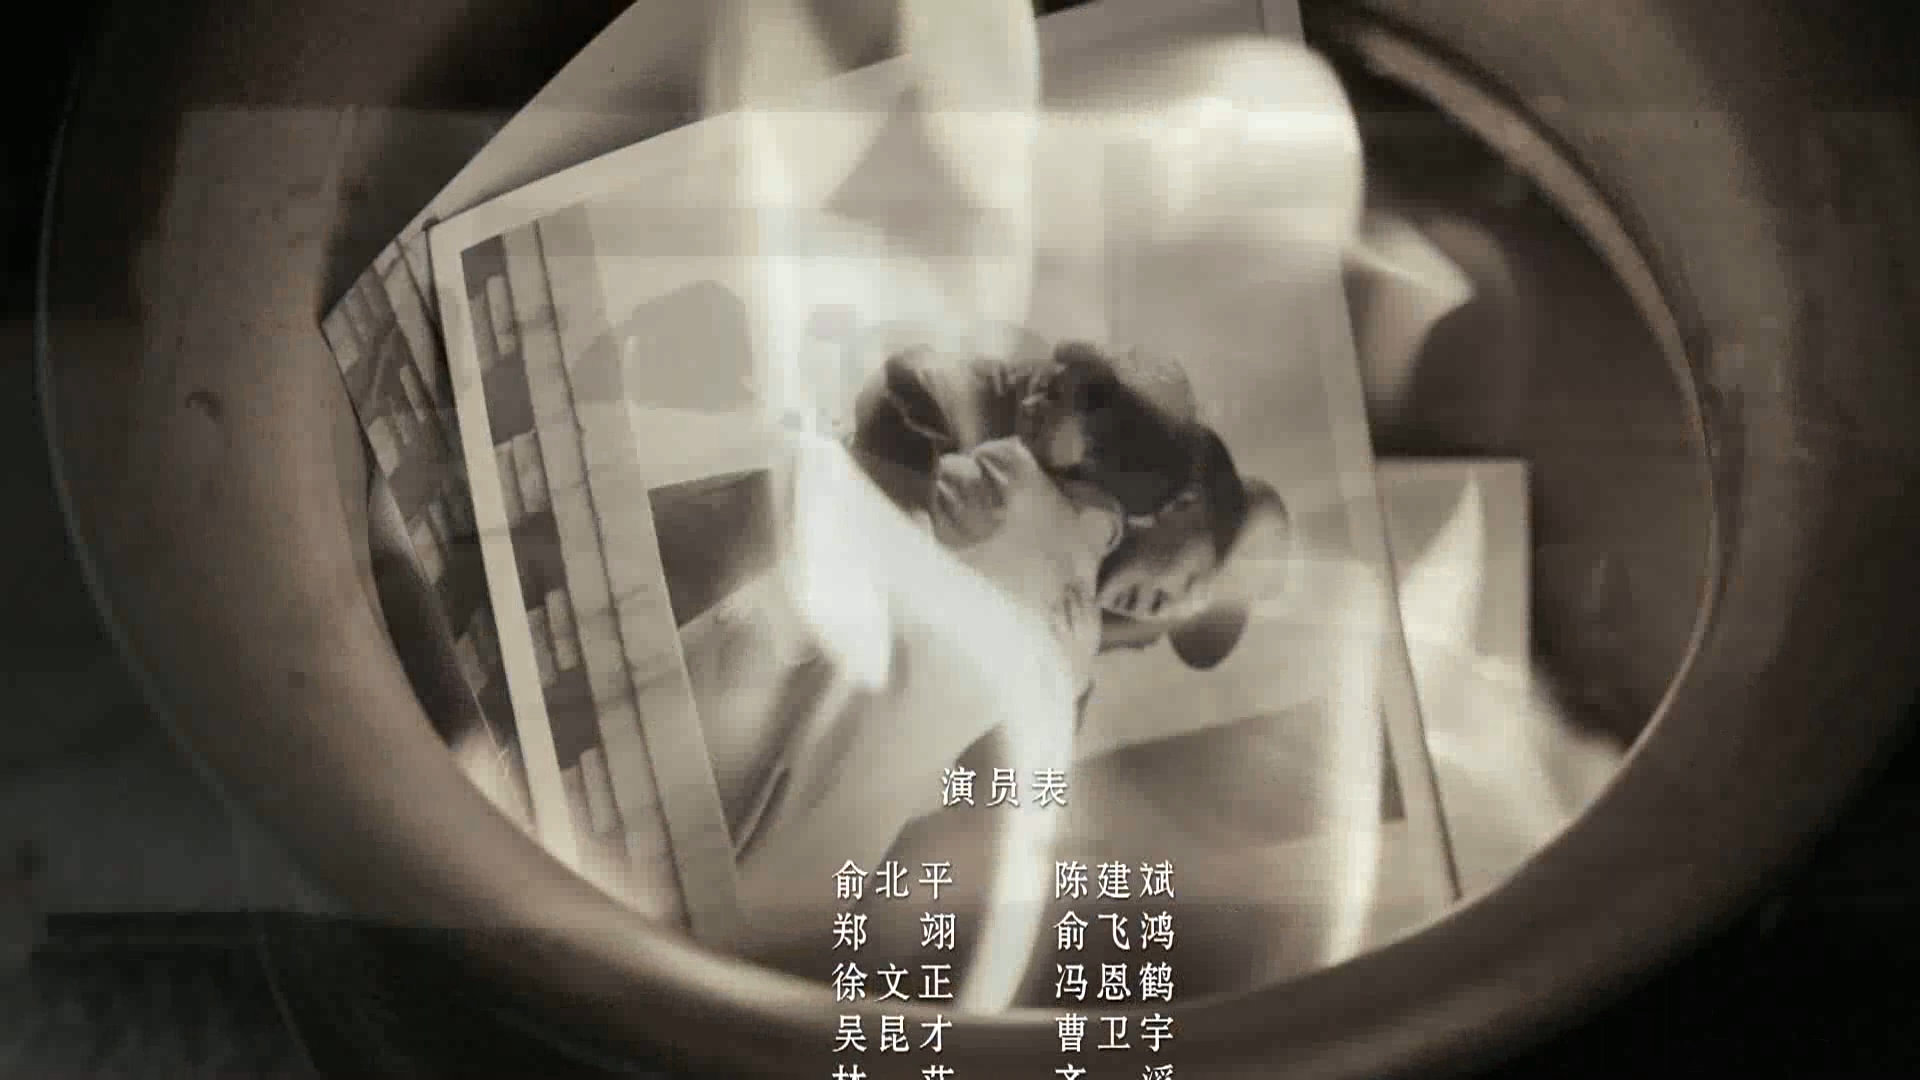 演员表
俞北平 陈建斌
郑翊 俞飞鸿
徐文正 冯恩鹤
吴昆才 曹卫宇